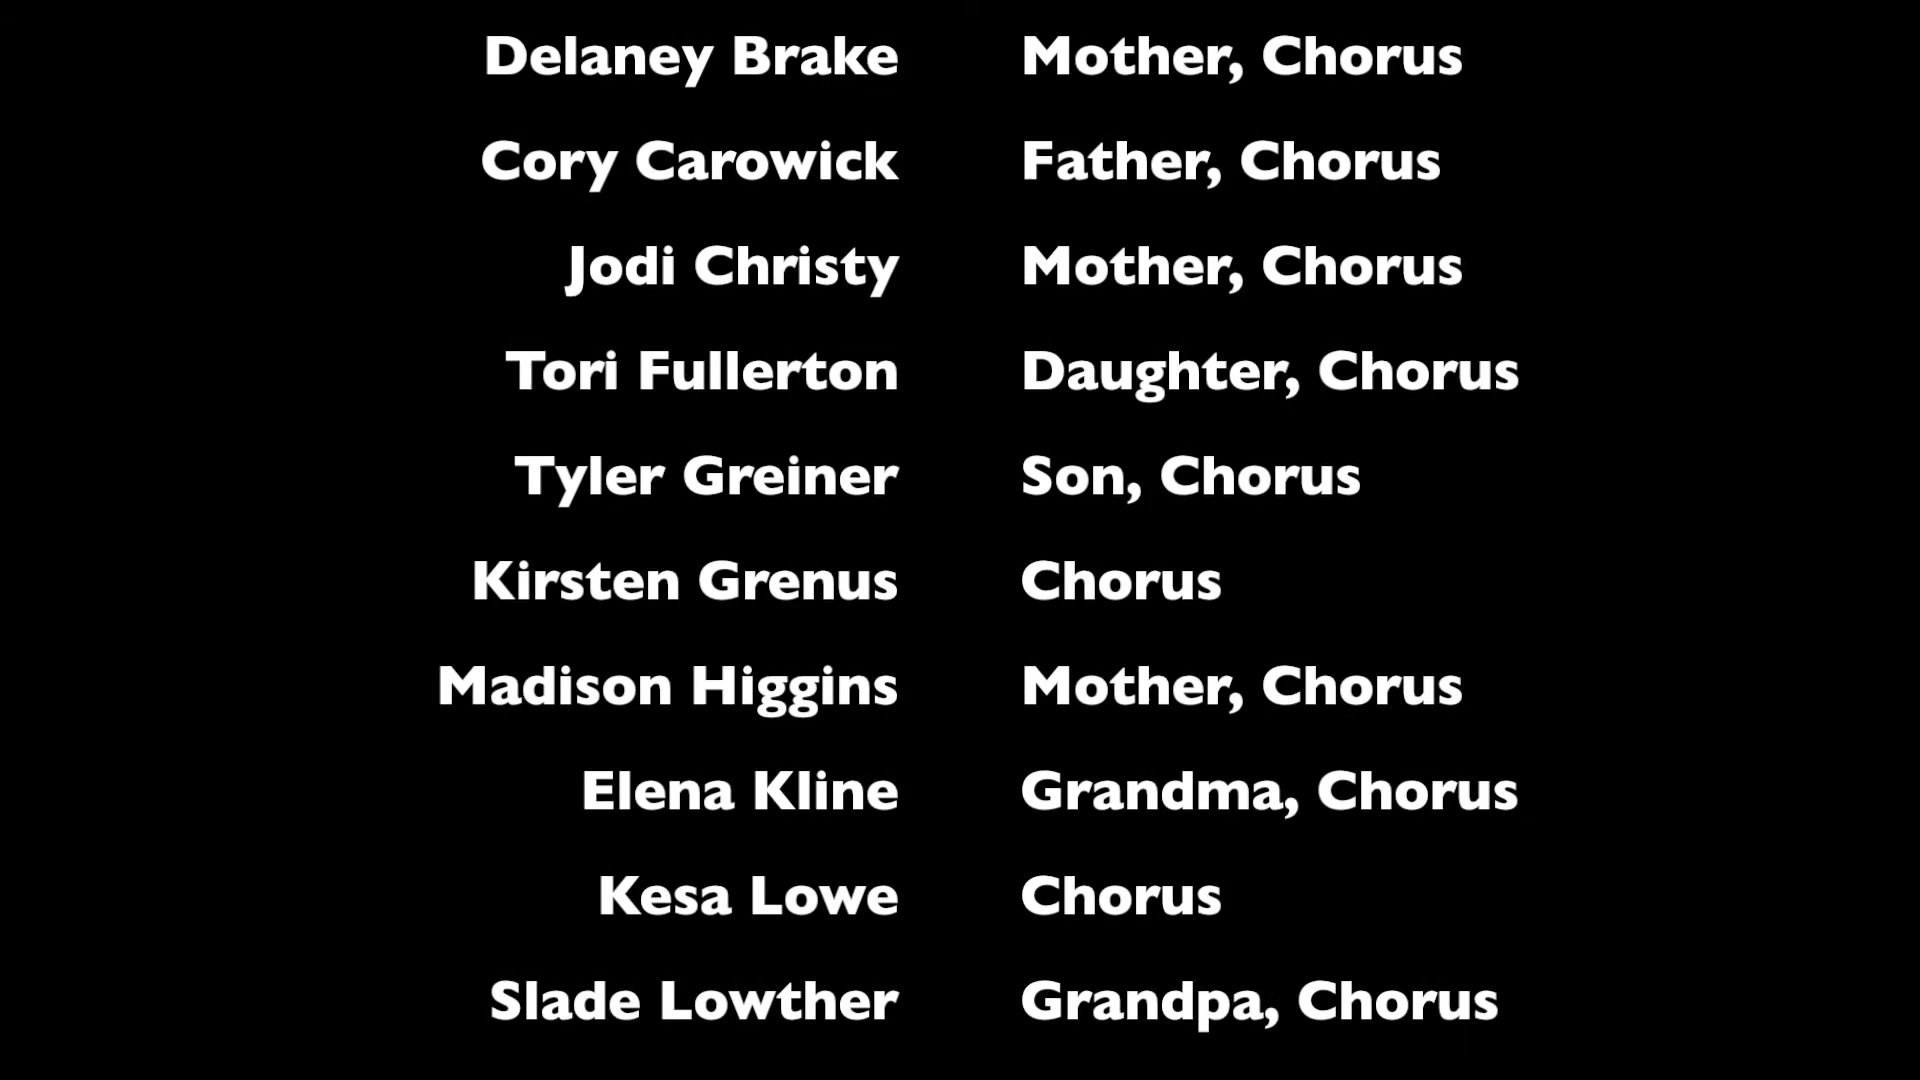 Delaney Brake Mother, Chorus
Cory Carowick Father, Chorus
Jodi Christy Mother, Chorus
Tori Fullerton Daughter, Chorus
Tyler Greiner Son, Chorus
Kirsten Grenus Chorus
Madison Higgins Mother, Chorus
Elena Kline Grandma, Chorus
Kesa Lowe Chorus
Slade Lowther Grandpa, Chorus